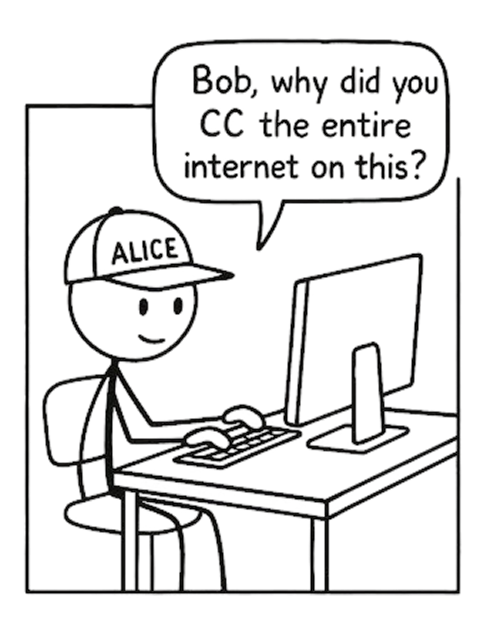 Bob, why did you
CC the entire
internet on this?
ALICE